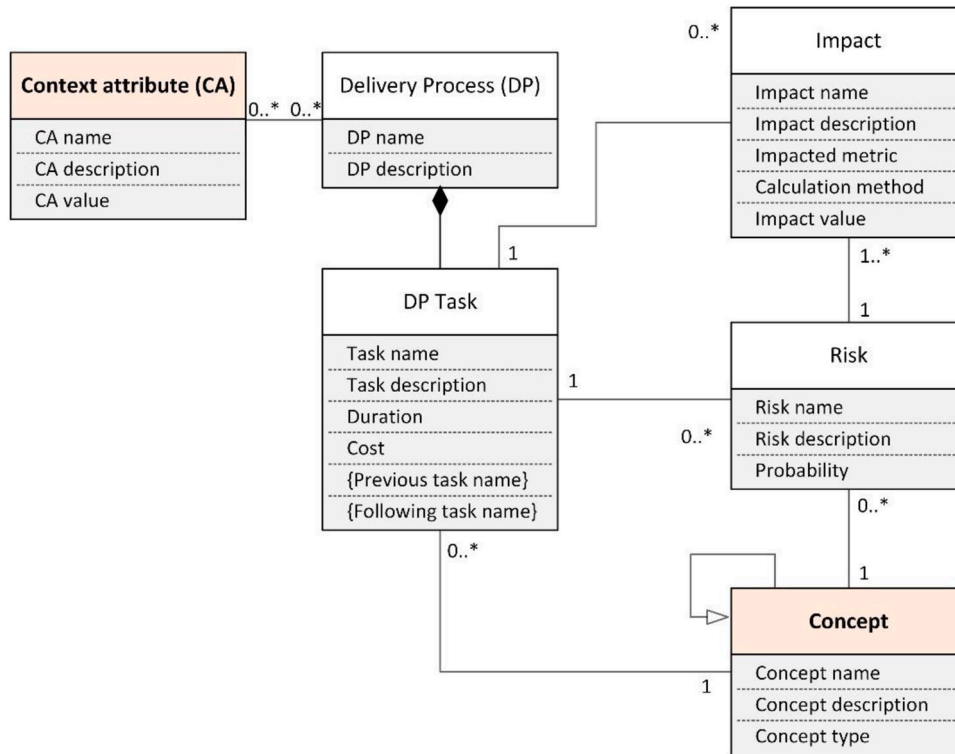 0..*
Impact
Impact name
Impact description
Impacted metric
Calculation method
Impact value
Context attribute (CA)
CA name
CA description
CA value
0..* 0..*
Delivery Process (DP)
DP name
DP description
1
1..*
1
DP Task
Task name
Task description
Duration
Cost
{Previous task name}
{Following task name}
1
0..*
Risk
Risk name
Risk description
Probability
0..*
0..*
1
1
Concept
Concept name
Concept description
Concept type